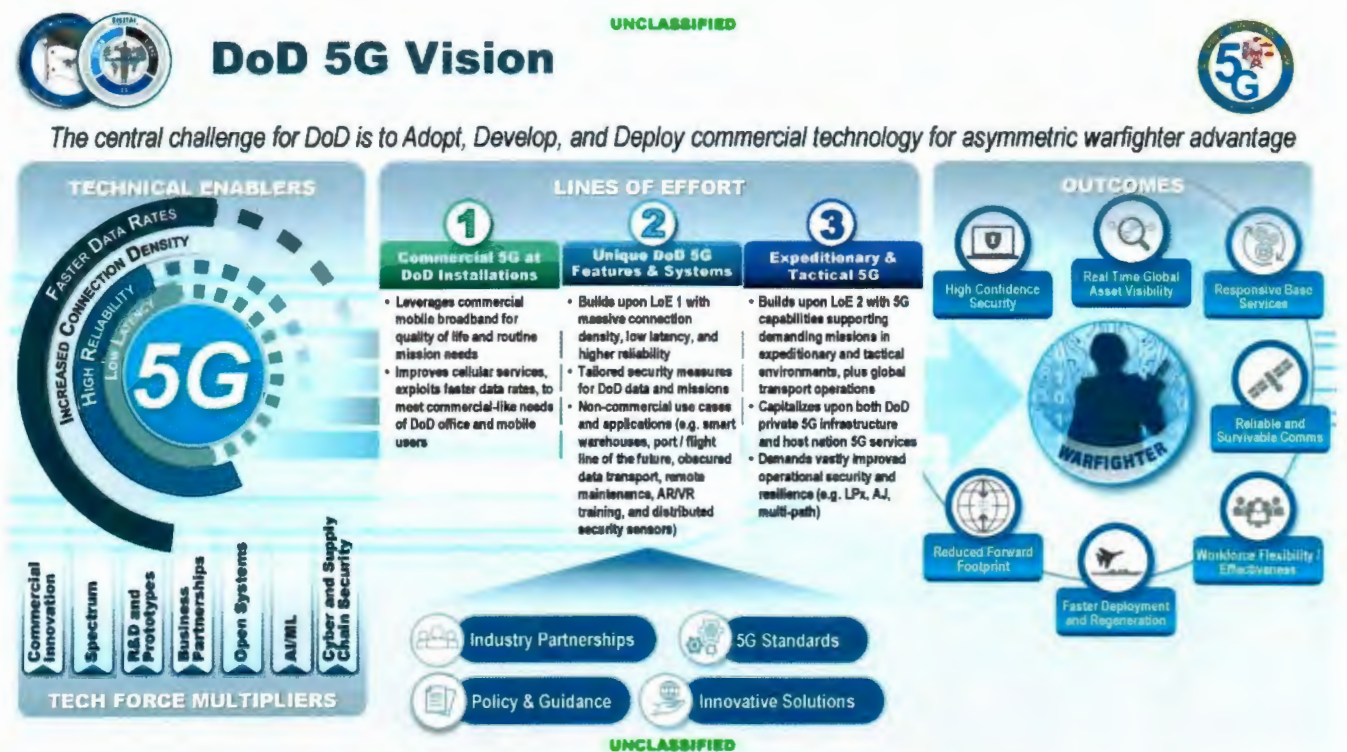 UNCLASSIFIED
DIGITAL
DoD 5G Vision
5G
The central challenge for DoD is to Adopt, Develop, and Deploy commercial technology for asymmetric warfighter advantage
TECHNICAL ENABLERS
FASTER DATA RATES
INCREASED CONNECTION DENSITY
HIGH RELIABILITY
LOW LATENCY
5G
Commercial
Innovation
Spectrum
R&D and
Prototypes
Business
Partnerships
Open Systems
AI/ML
Cyber and Supply
Chain Security
TECH FORCE MULTIPLIERS
LINES OF EFFORT
1
Commercial 5G at
DoD Installations
• Leverages commercial
mobile broadband for
quality of life and routine
mission needs
• Improves cellular services,
exploits faster data rates, to
meet commercial-like needs
of DoD office and mobile
users
2
Unique DoD 5G
Features & Systems
• Builds upon LoE 1 with
massive connection
density, low latency, and
higher reliability
• Tailored security measures
for DoD data and missions
• Non-commercial use cases
and applications (e.g. smart
warehouses, port / flight
line of the future, obscured
data transport, remote
maintenance, AR/VR
training, and distributed
security sensors)
3
Expeditionary &
Tactical 5G
• Builds upon LoE 2 with 5G
capabilities supporting
demanding missions in
expeditionary and tactical
environments, plus global
transport operations
• Capitalizes upon both DoD
private 5G infrastructure
and host nation 5G services
• Demands vastly improved
operational security and
resilience (e.g. LPx, AJ,
multi-path)
Industry Partnerships
5G Standards
Policy & Guidance
Innovative Solutions
OUTCOMES
High Confidence
Security
Real Time Global
Asset Visibility
Responsive Base
Services
WARFIGHTER
Reliable and
Survivable Comms
Reduced Forward
Footprint
Workforce Flexibility /
Effectiveness
Faster Deployment
and Regeneration
UNCLASSIFIED